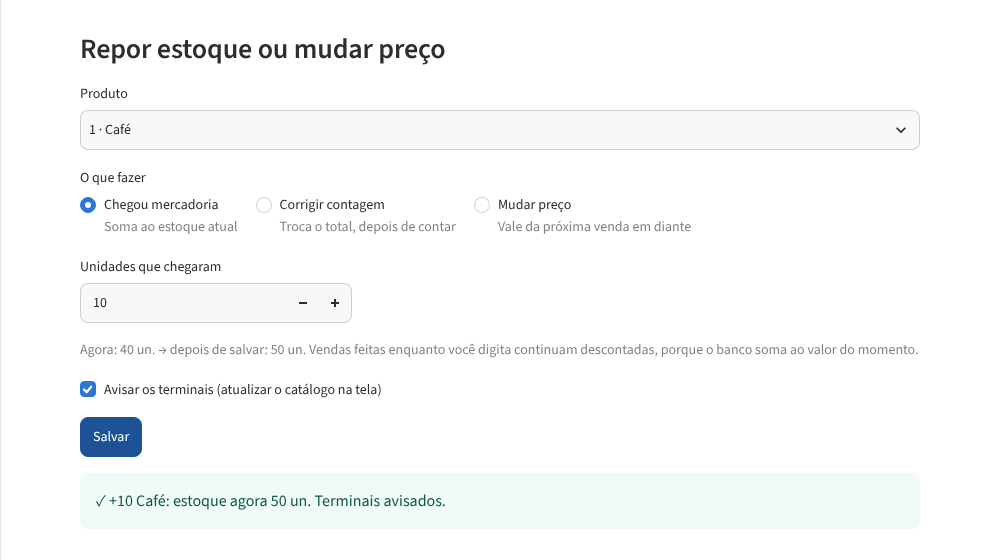 Repor estoque ou mudar preço
Produto
1 · Café
O que fazer
Chegou mercadoria
Soma ao estoque atual
Corrigir contagem
Troca o total, depois de contar
Mudar preço
Vale da próxima venda em diante
Unidades que chegaram
10
Agora: 40 un. → depois de salvar: 50 un. Vendas feitas enquanto você digita continuam descontadas, porque o banco soma ao valor do momento.
Avisar os terminais (atualizar o catálogo na tela)
Salvar
✓ +10 Café: estoque agora 50 un. Terminais avisados.